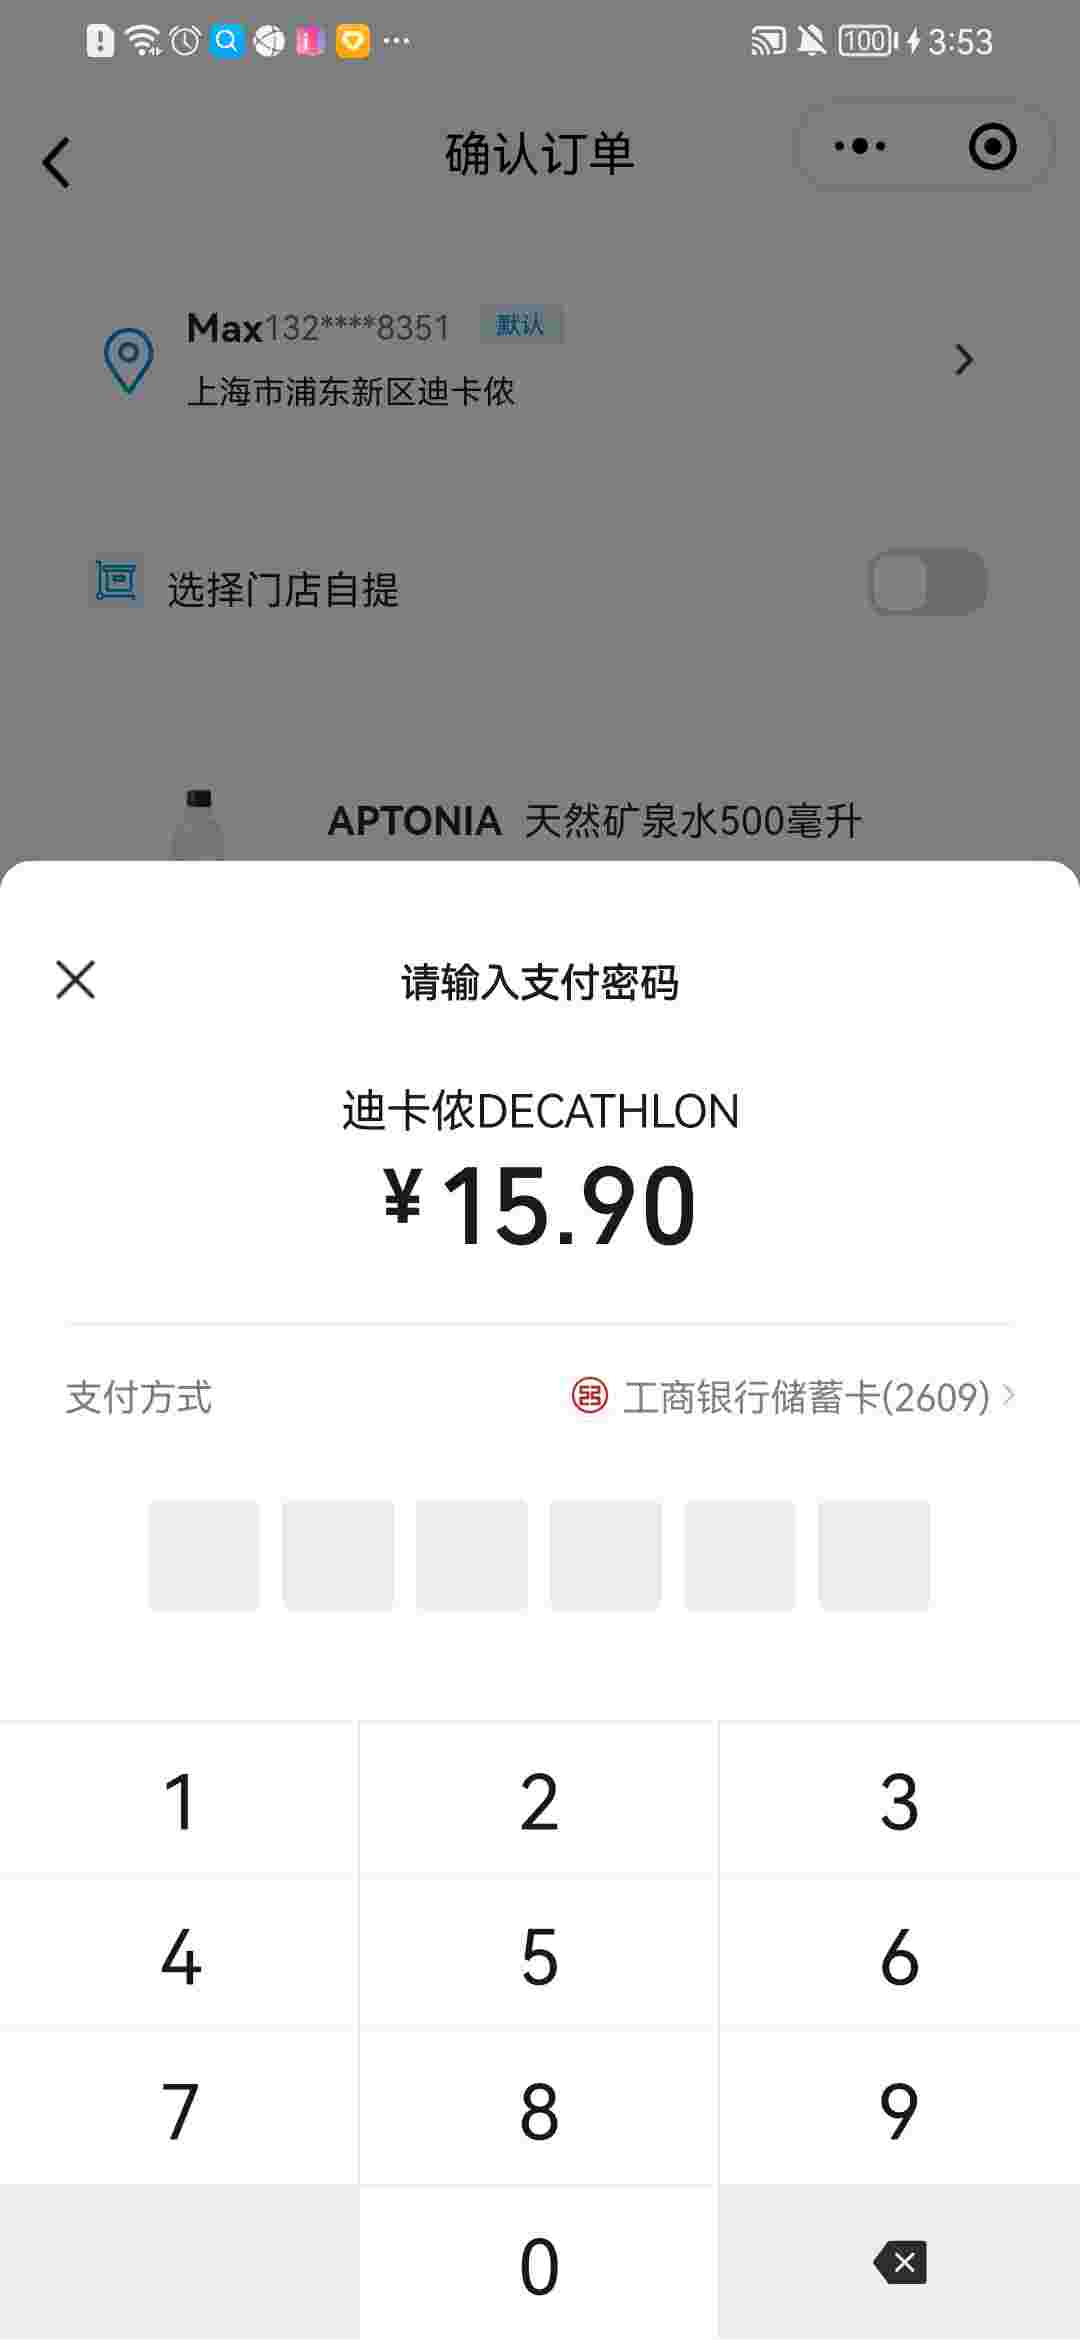 100 3:53
确认订单
Max132****8351 默认
上海市浦东新区迪卡侬
选择门店自提
APTONIA 天然矿泉水500毫升
请输入支付密码
迪卡侬DECATHLON
¥15.90
支付方式 工商银行储蓄卡(2609)
1 2 3
4 5 6
7 8 9
0